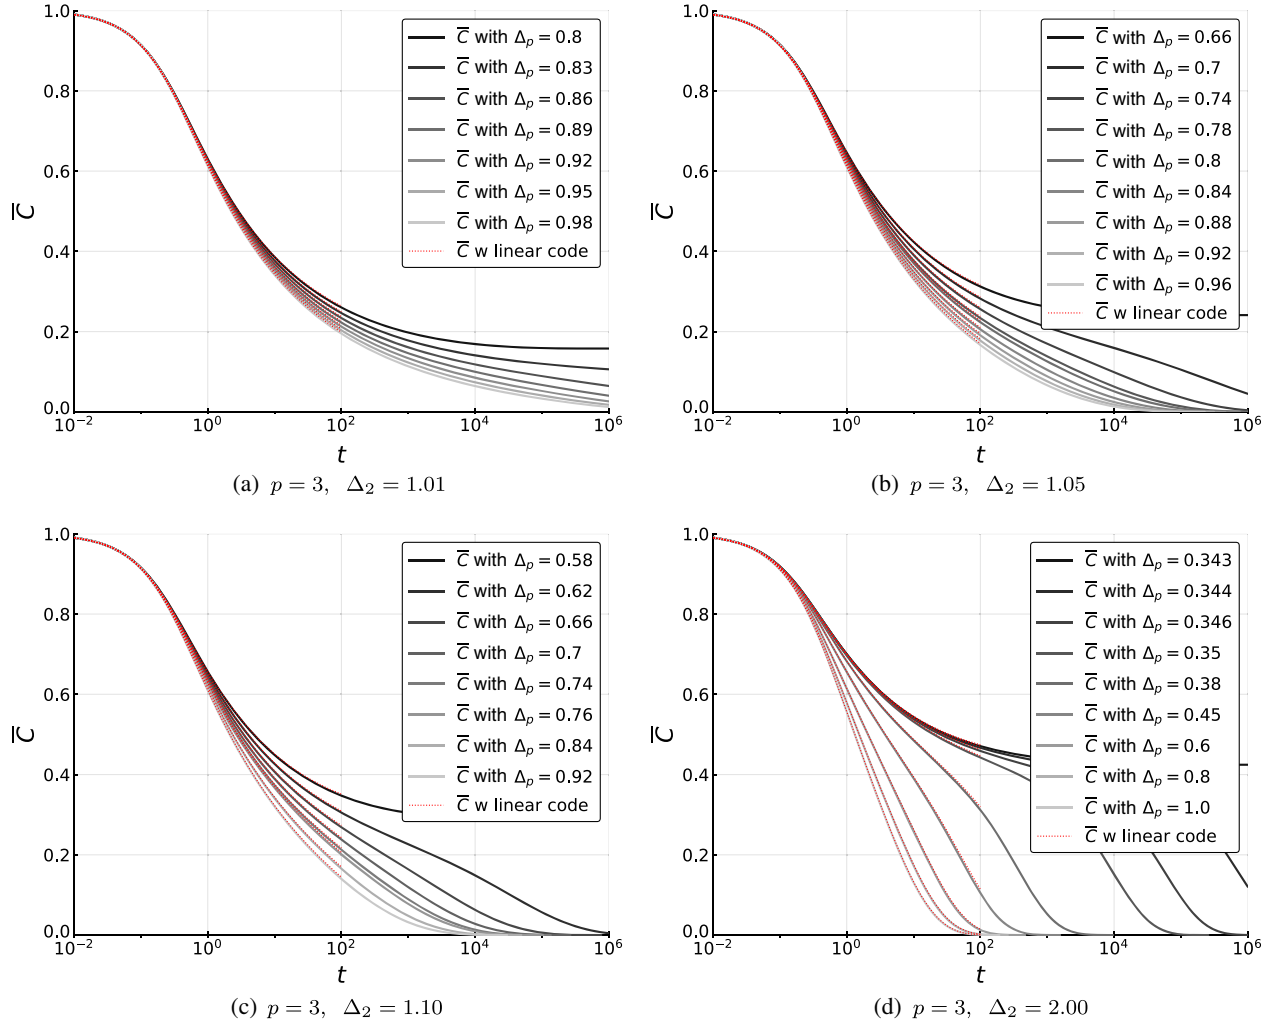 1.0
0.8
0.6
0.4
0.2
0.0
C̅
10⁻²
10⁰
10²
10⁴
10⁶
t
C̅ with Δₚ = 0.8
C̅ with Δₚ = 0.83
C̅ with Δₚ = 0.86
C̅ with Δₚ = 0.89
C̅ with Δₚ = 0.92
C̅ with Δₚ = 0.95
C̅ with Δₚ = 0.98
C̅ w linear code
(a) p = 3, Δ₂ = 1.01
1.0
0.8
0.6
0.4
0.2
0.0
C̅
10⁻²
10⁰
10²
10⁴
10⁶
t
C̅ with Δₚ = 0.66
C̅ with Δₚ = 0.7
C̅ with Δₚ = 0.74
C̅ with Δₚ = 0.78
C̅ with Δₚ = 0.8
C̅ with Δₚ = 0.84
C̅ with Δₚ = 0.88
C̅ with Δₚ = 0.92
C̅ with Δₚ = 0.96
C̅ w linear code
(b) p = 3, Δ₂ = 1.05
1.0
0.8
0.6
0.4
0.2
0.0
C̅
10⁻²
10⁰
10²
10⁴
10⁶
t
C̅ with Δₚ = 0.58
C̅ with Δₚ = 0.62
C̅ with Δₚ = 0.66
C̅ with Δₚ = 0.7
C̅ with Δₚ = 0.74
C̅ with Δₚ = 0.76
C̅ with Δₚ = 0.84
C̅ with Δₚ = 0.92
C̅ w linear code
(c) p = 3, Δ₂ = 1.10
1.0
0.8
0.6
0.4
0.2
0.0
C̅
10⁻²
10⁰
10²
10⁴
10⁶
t
C̅ with Δₚ = 0.343
C̅ with Δₚ = 0.344
C̅ with Δₚ = 0.346
C̅ with Δₚ = 0.35
C̅ with Δₚ = 0.38
C̅ with Δₚ = 0.45
C̅ with Δₚ = 0.6
C̅ with Δₚ = 0.8
C̅ with Δₚ = 1.0
C̅ w linear code
(d) p = 3, Δ₂ = 2.00